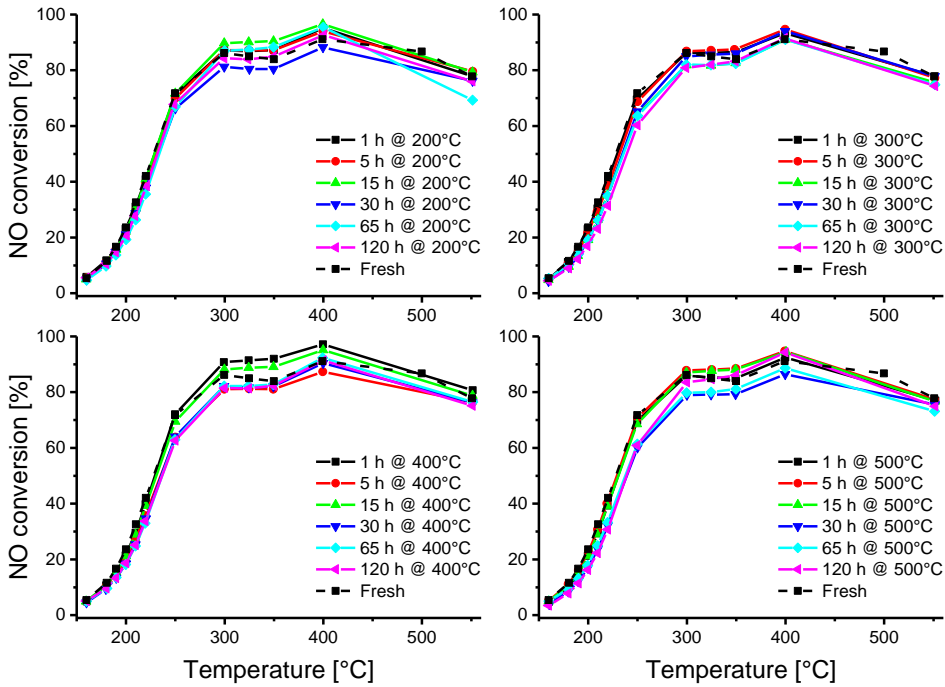 100
80
60
40
20
0
NO conversion [%]
1 h @ 200°C
5 h @ 200°C
15 h @ 200°C
30 h @ 200°C
65 h @ 200°C
120 h @ 200°C
Fresh
200 300 400 500
100
80
60
40
20
0
1 h @ 300°C
5 h @ 300°C
15 h @ 300°C
30 h @ 300°C
65 h @ 300°C
120 h @ 300°C
Fresh
200 300 400 500
100
80
60
40
20
0
NO conversion [%]
1 h @ 400°C
5 h @ 400°C
15 h @ 400°C
30 h @ 400°C
65 h @ 400°C
120 h @ 400°C
Fresh
200 300 400 500
Temperature [°C]
100
80
60
40
20
0
1 h @ 500°C
5 h @ 500°C
15 h @ 500°C
30 h @ 500°C
65 h @ 500°C
120 h @ 500°C
Fresh
200 300 400 500
Temperature [°C]